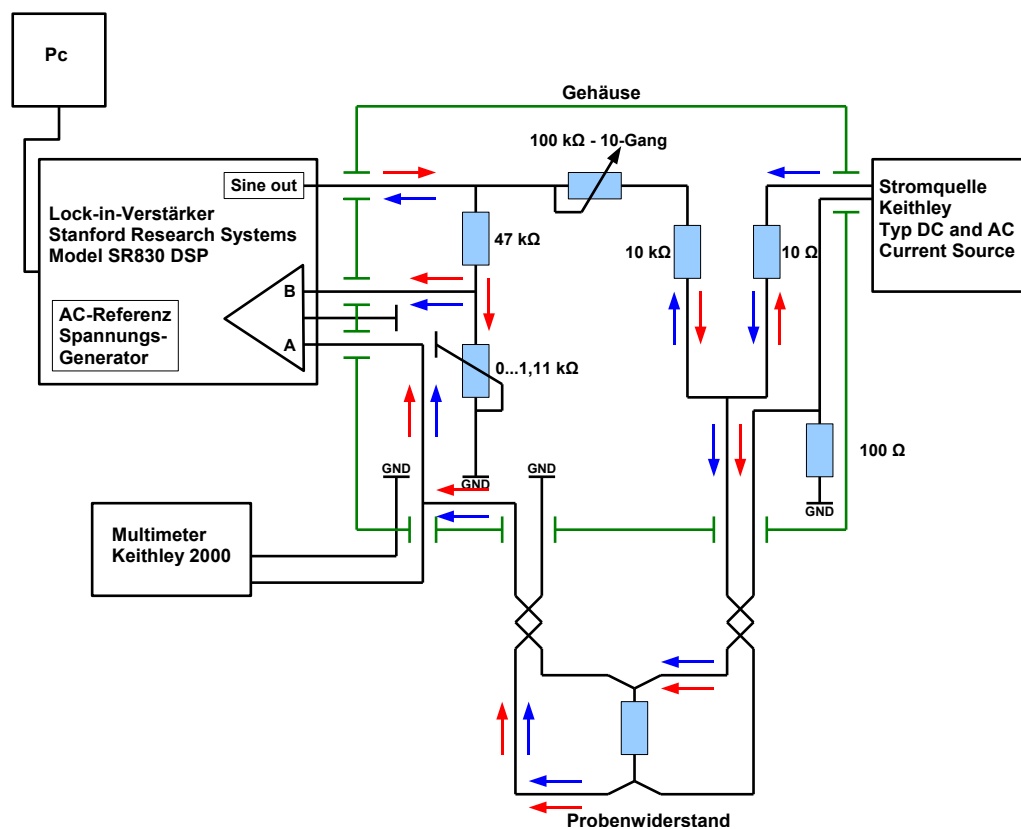 Pc
Gehäuse
100 kΩ - 10-Gang
Sine out
Lock-in-Verstärker
Stanford Research Systems
Model SR830 DSP
Stromquelle
Keithley
Typ DC and AC
Current Source
47 kΩ
10 kΩ
10 Ω
B
A
AC-Referenz
Spannungs-
Generator
0...1,11 kΩ
100 Ω
GND
GND
GND
GND
Multimeter
Keithley 2000
Probenwiderstand